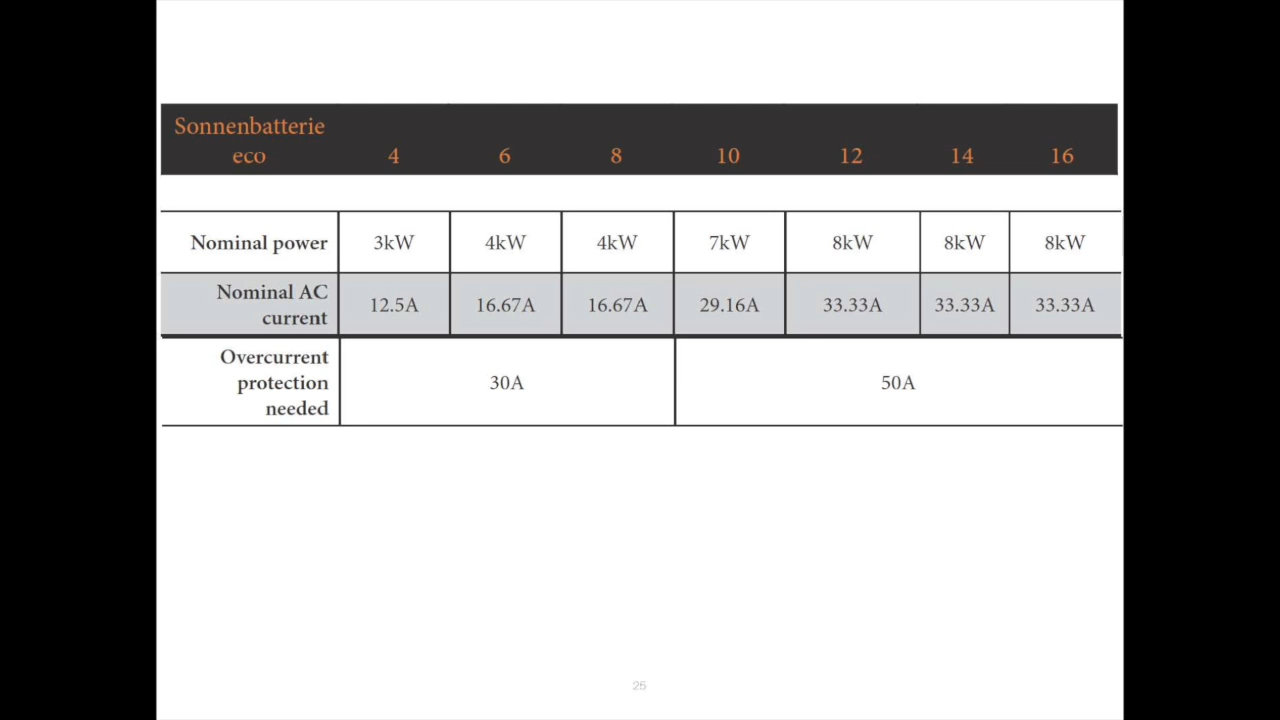 Sonnenbatterie
eco 4 6 8 10 12 14 16
Nominal power 3kW 4kW 4kW 7kW 8kW 8kW 8kW
Nominal AC
current 12.5A 16.67A 16.67A 29.16A 33.33A 33.33A 33.33A
Overcurrent
protection 30A 50A
needed
25